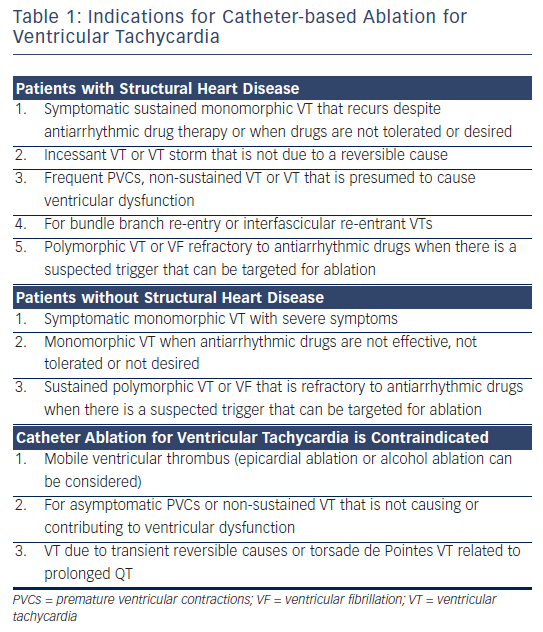 Table 1: Indications for Catheter-based Ablation for
Ventricular Tachycardia
Patients with Structural Heart Disease
1. Symptomatic sustained monomorphic VT that recurs despite
antiarrhythmic drug therapy or when drugs are not tolerated or desired
2. Incessant VT or VT storm that is not due to a reversible cause
3. Frequent PVCs, non-sustained VT or VT that is presumed to cause
ventricular dysfunction
4. For bundle branch re-entry or interfascicular re-entrant VTs
5. Polymorphic VT or VF refractory to antiarrhythmic drugs when there is a
suspected trigger that can be targeted for ablation
Patients without Structural Heart Disease
1. Symptomatic monomorphic VT with severe symptoms
2. Monomorphic VT when antiarrhythmic drugs are not effective, not
tolerated or not desired
3. Sustained polymorphic VT or VF that is refractory to antiarrhythmic drugs
when there is a suspected trigger that can be targeted for ablation
Catheter Ablation for Ventricular Tachycardia is Contraindicated
1. Mobile ventricular thrombus (epicardial ablation or alcohol ablation can
be considered)
2. For asymptomatic PVCs or non-sustained VT that is not causing or
contributing to ventricular dysfunction
3. VT due to transient reversible causes or torsade de Pointes VT related to
prolonged QT
PVCs = premature ventricular contractions; VF = ventricular fibrillation; VT = ventricular
tachycardia